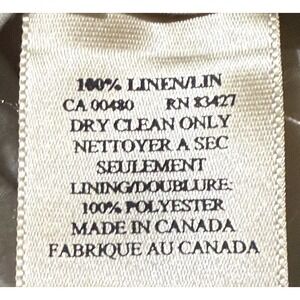 100% LINEN/LIN
CA 00480 RN 83427
DRY CLEAN ONLY
NETTOYER A SEC
SEULEMENT
LINING/DOUBLURE:
100% POLYESTER
MADE IN CANADA
FABRIQUE AU CANADA